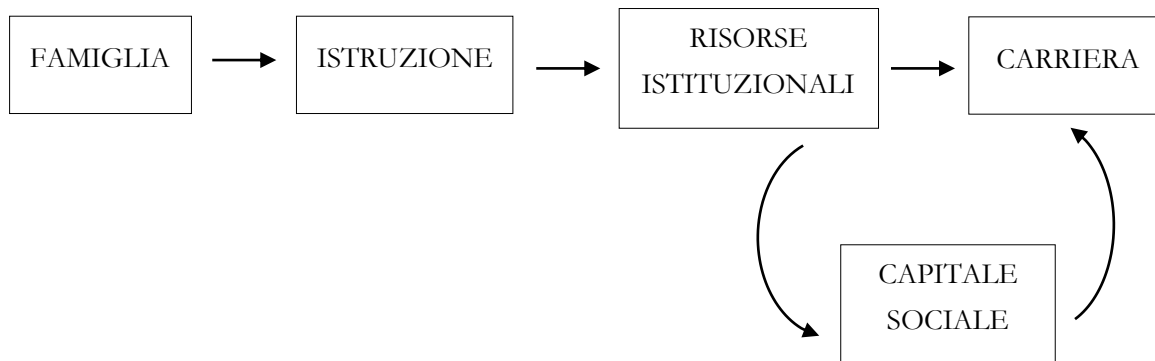 FAMIGLIA
ISTRUZIONE
RISORSE
ISTITUZIONALI
CARRIERA
CAPITALE
SOCIALE